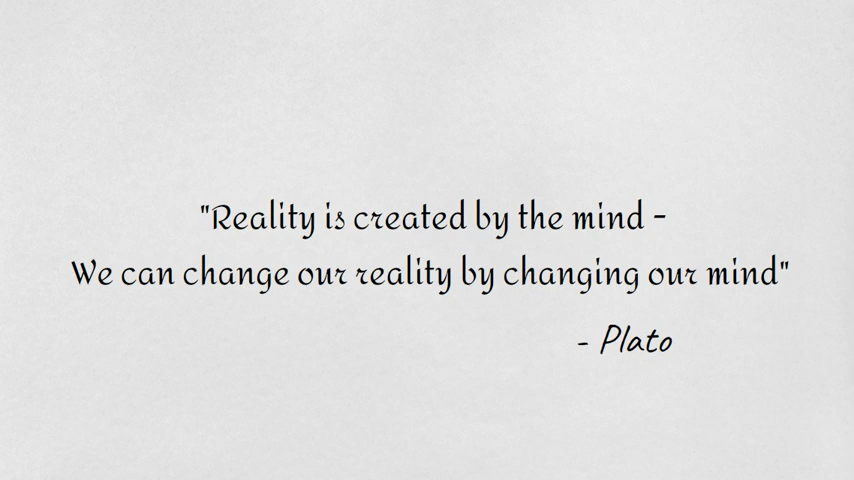 "Reality is created by the mind -
We can change our reality by changing our mind"
- Plato